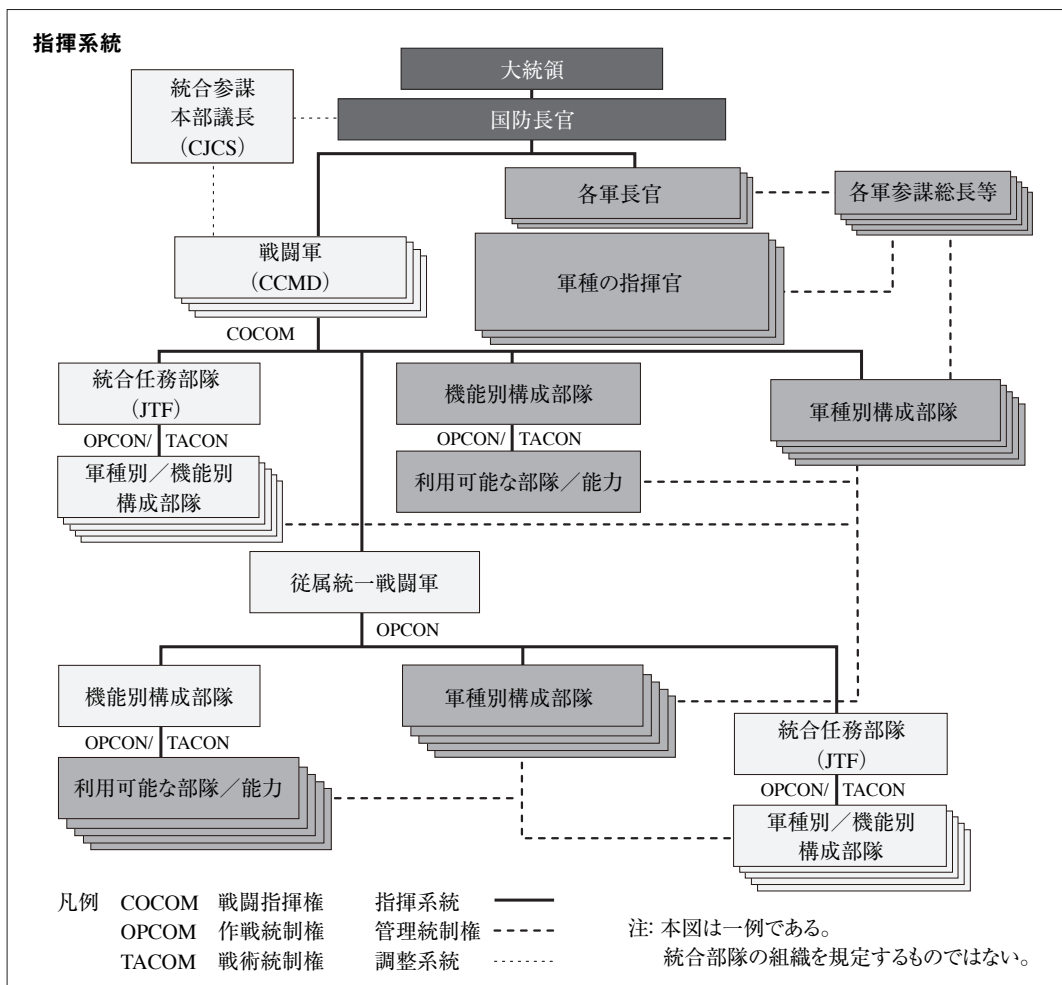 指揮系統
大統領
統合参謀
本部議長
(CJCS)
国防長官
各軍長官
各軍参謀総長等
戦闘軍
(CCMD)
軍種の指揮官
COCOM
統合任務部隊
(JTF)
機能別構成部隊
軍種別構成部隊
OPCON/ TACON
OPCON/ TACON
軍種別／機能別
構成部隊
利用可能な部隊／能力
従属統一戦闘軍
OPCON
機能別構成部隊
軍種別構成部隊
統合任務部隊
(JTF)
OPCON/ TACON
利用可能な部隊／能力
OPCON/ TACON
軍種別／機能別
構成部隊
凡例 COCOM 戦闘指揮権 指揮系統
OPCOM 作戦統制権 管理統制権
TACOM 戦術統制権 調整系統
注: 本図は一例である。
統合部隊の組織を規定するものではない。